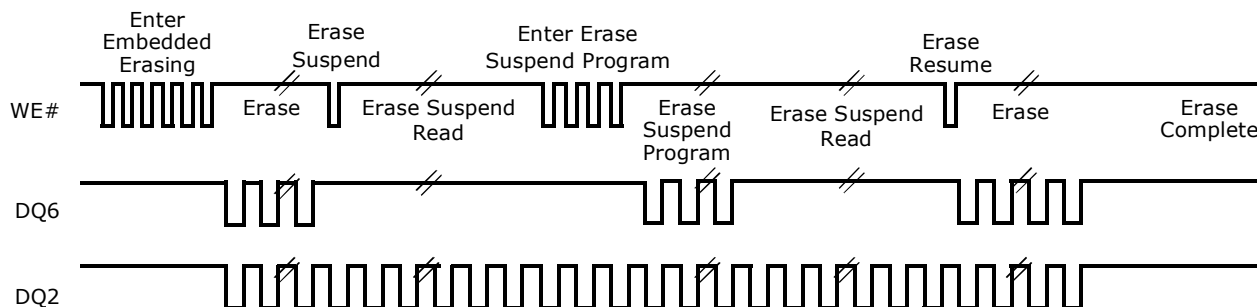 Enter
Embedded
Erasing
Erase
Suspend
Enter Erase
Suspend Program
Erase
Resume
WE#
Erase
Erase Suspend
Read
Erase
Suspend
Program
Erase Suspend
Read
Erase
Erase
Complete
DQ6
DQ2